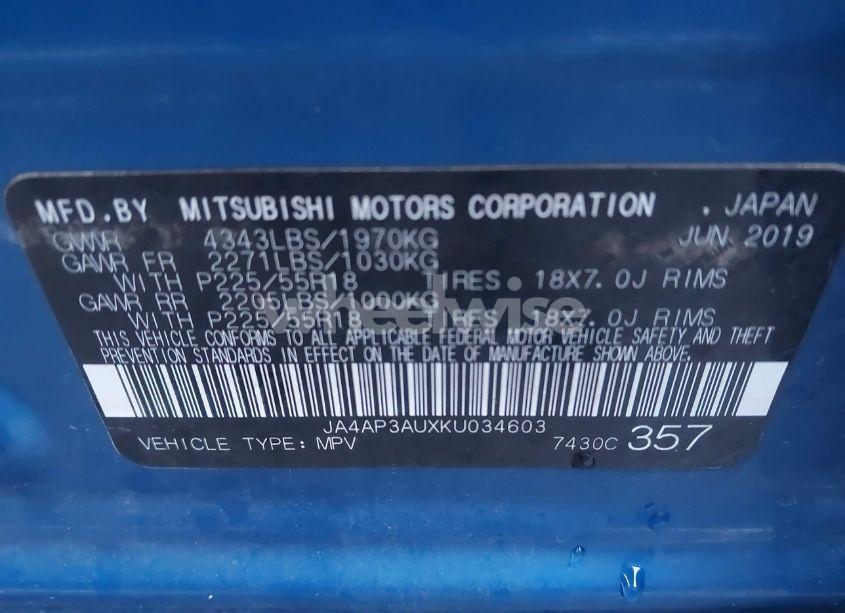 MFD.BY MITSUBISHI MOTORS CORPORATION . JAPAN
GVWR 4343LBS/1970KG JUN 2019
GAWR FR 2271LBS/1030KG
WITH P225/55R18 TIRES 18X7.0J RIMS
GAWR RR 2205LBS/1000KG
WITH P225/55R18 TIRES 18X7.0J RIMS
wheelwise
THIS VEHICLE CONFORMS TO ALL APPLICABLE FEDERAL MOTOR VEHICLE SAFETY AND THEFT
PREVENTION STANDARDS IN EFFECT ON THE DATE OF MANUFACTURE SHOWN ABOVE.
JA4AP3AUXKU034603
VEHICLE TYPE: MPV 7430C 357